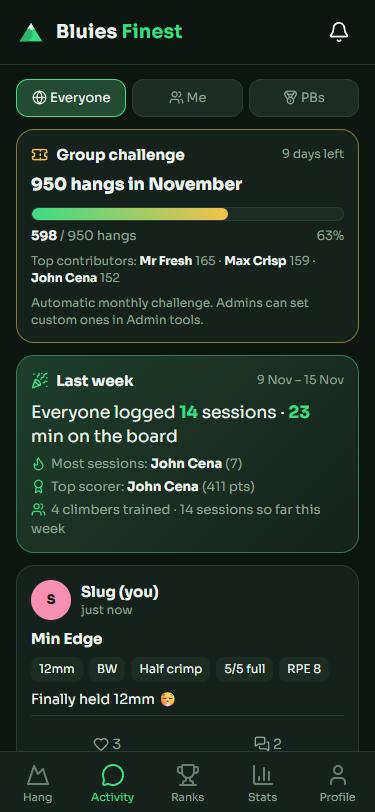 Bluies Finest
Everyone
Me
PBs
Group challenge
9 days left
950 hangs in November
598 / 950 hangs
63%
Top contributors: Mr Fresh 165 · Max Crisp 159 ·
John Cena 152
Automatic monthly challenge. Admins can set
custom ones in Admin tools.
Last week
9 Nov – 15 Nov
Everyone logged 14 sessions · 23
min on the board
Most sessions: John Cena (7)
Top scorer: John Cena (411 pts)
4 climbers trained · 14 sessions so far this
week
S
Slug (you)
just now
Min Edge
12mm
BW
Half crimp
5/5 full
RPE 8
Finally held 12mm 😮‍💨
3
2
Hang
Activity
Ranks
Stats
Profile